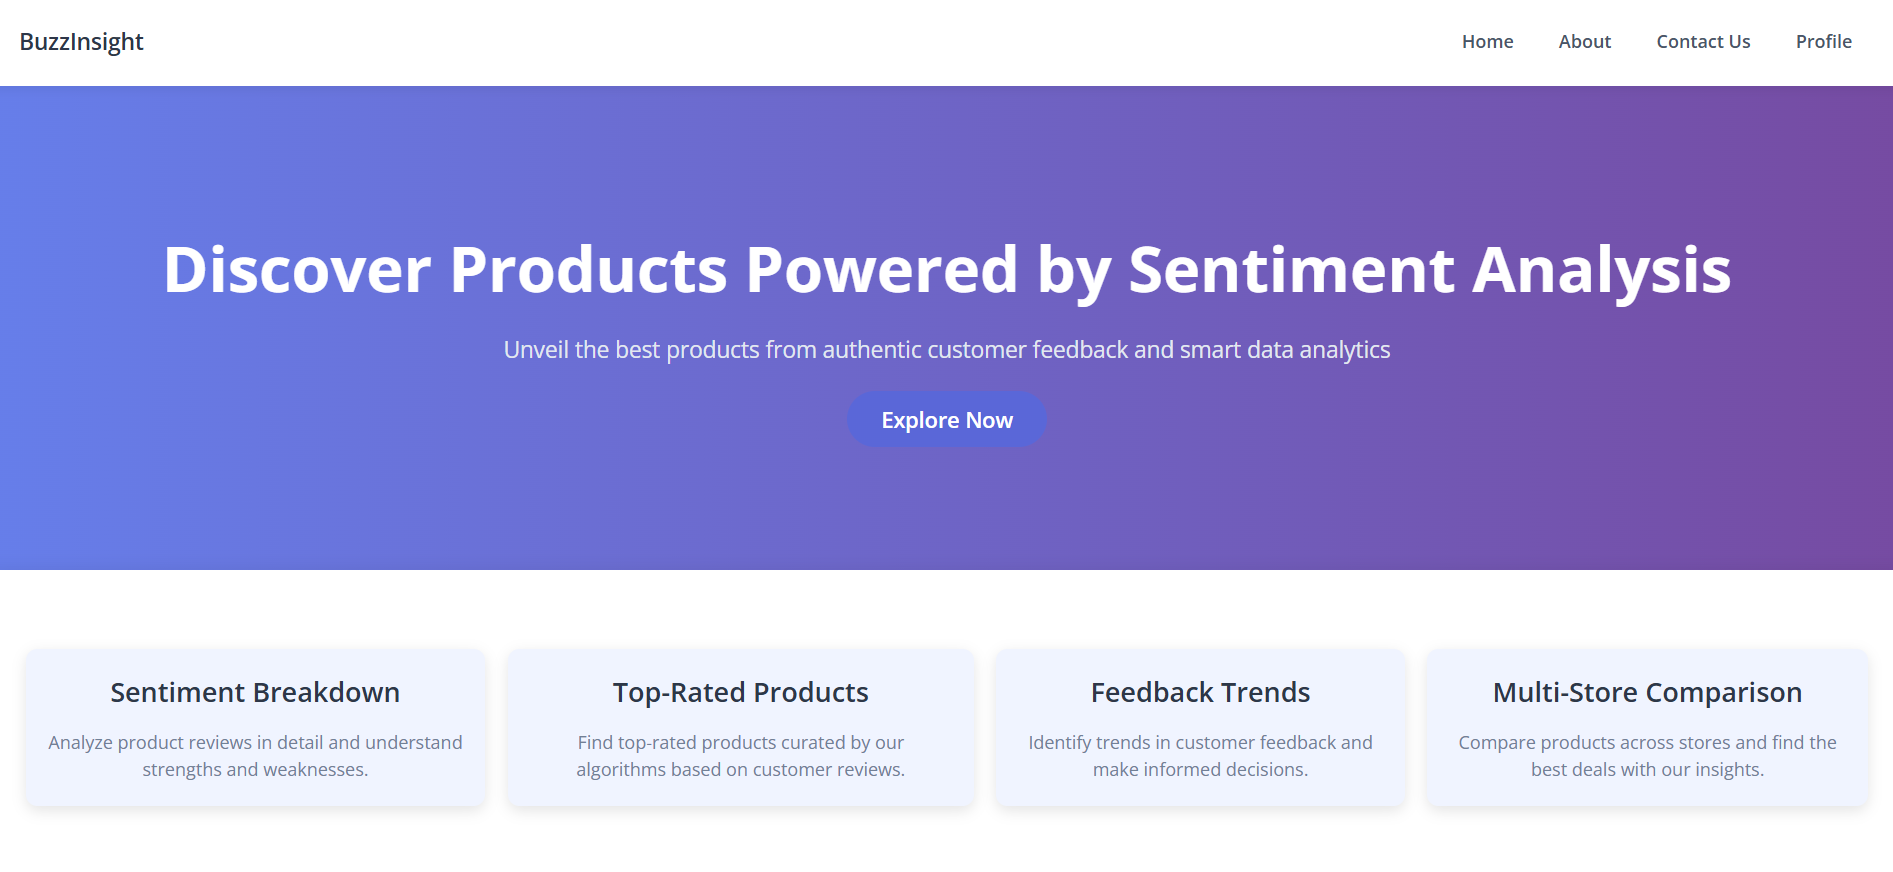 BuzzInsight
Home
About
Contact Us
Profile
Discover Products Powered by Sentiment Analysis
Unveil the best products from authentic customer feedback and smart data analytics
Explore Now
Sentiment Breakdown
Analyze product reviews in detail and understand
strengths and weaknesses.
Top-Rated Products
Find top-rated products curated by our
algorithms based on customer reviews.
Feedback Trends
Identify trends in customer feedback and
make informed decisions.
Multi-Store Comparison
Compare products across stores and find the
best deals with our insights.